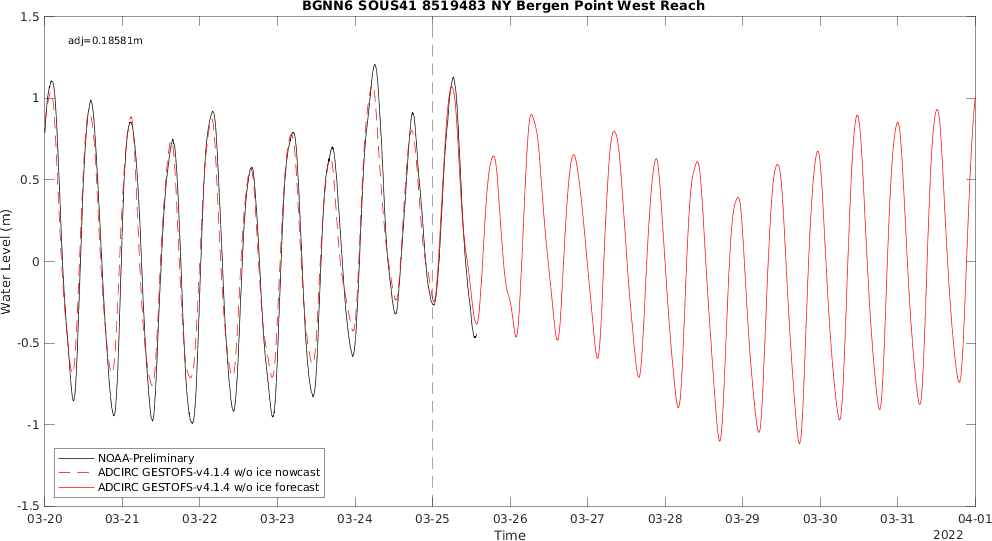 BGNN6 SOUS41 8519483 NY Bergen Point West Reach
adj=0.18581m
1.5
1
0.5
0
-0.5
-1
-1.5
Water Level (m)
NOAA-Preliminary
ADCIRC GESTOFS-v4.1.4 w/o ice nowcast
ADCIRC GESTOFS-v4.1.4 w/o ice forecast
03-20 03-21 03-22 03-23 03-24 03-25 03-26 03-27 03-28 03-29 03-30 03-31 04-01
Time
2022